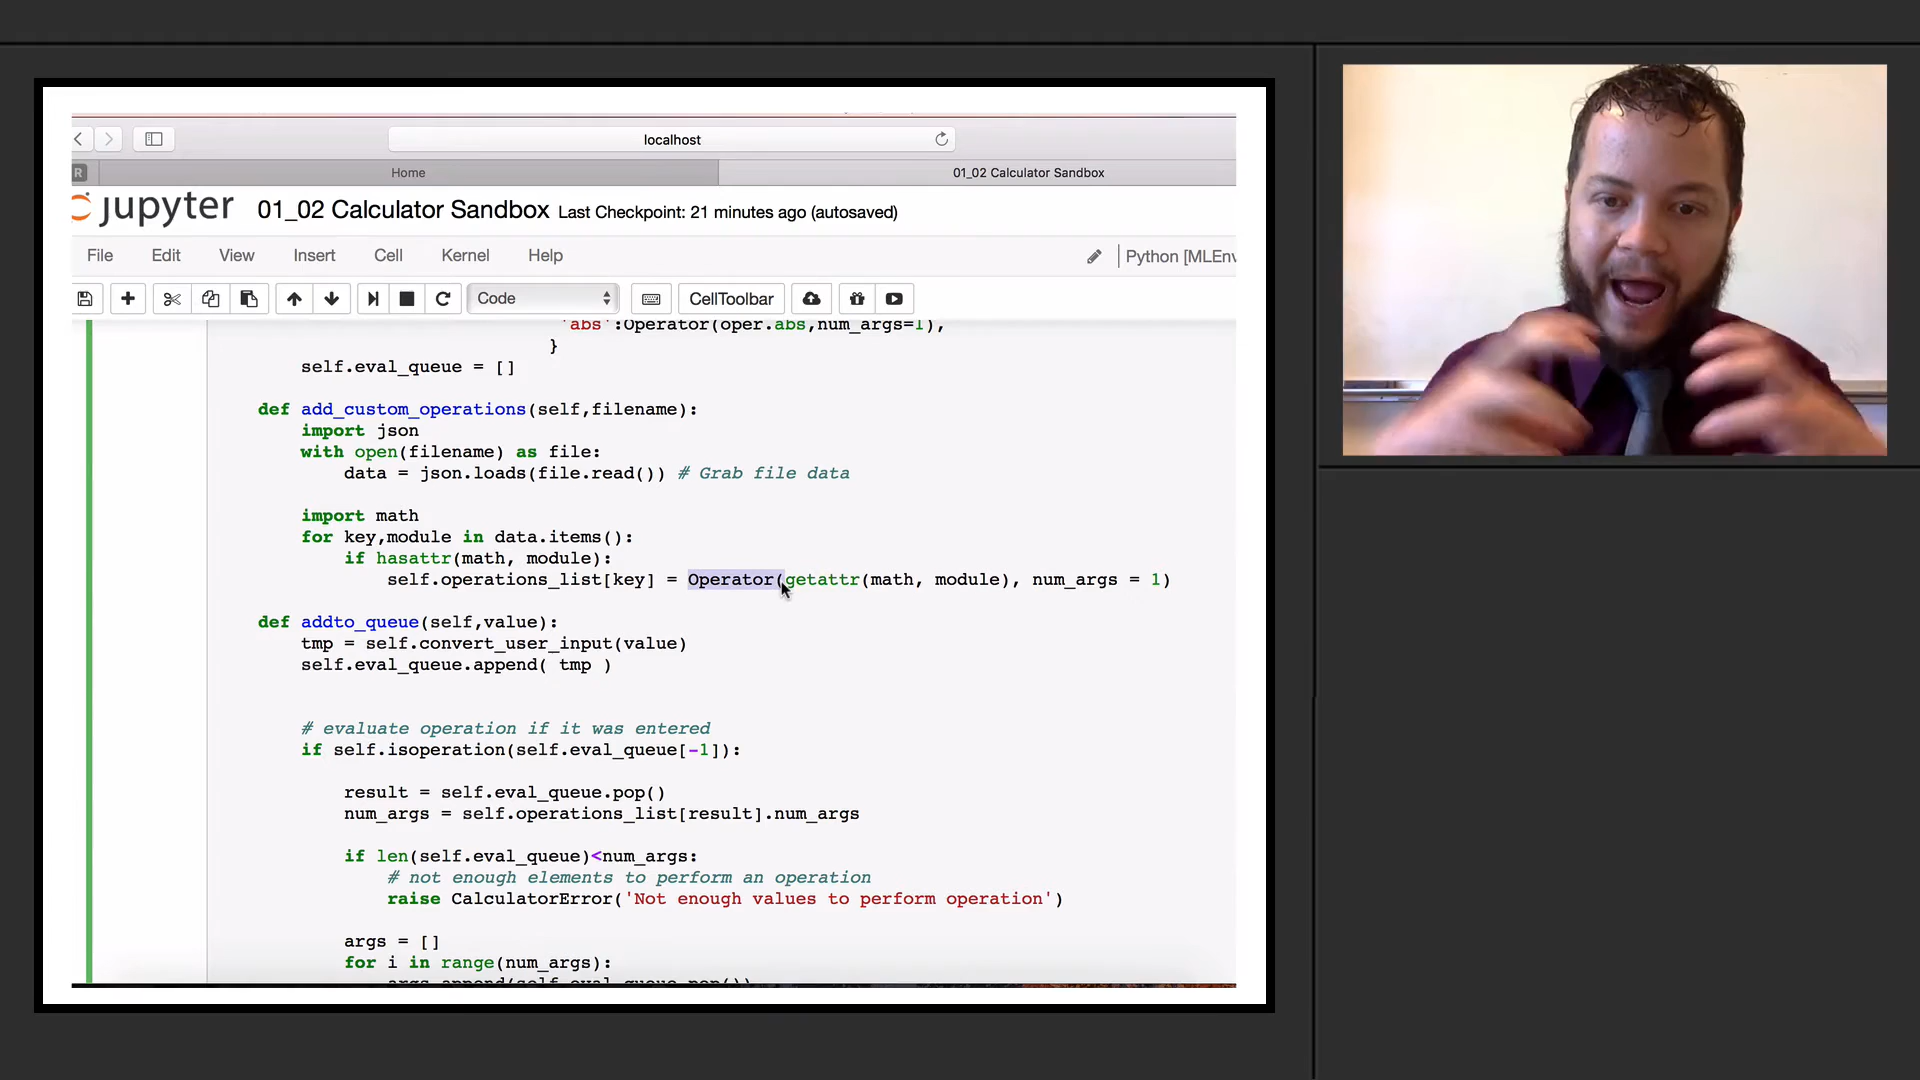 localhost
R
Home
01_02 Calculator Sandbox
jupyter 01_02 Calculator Sandbox Last Checkpoint: 21 minutes ago (autosaved)
File Edit View Insert Cell Kernel Help Python [MLEnv
Code CellToolbar
'abs':Operator(oper.abs,num_args=1),
}
self.eval_queue = []
def add_custom_operations(self,filename):
import json
with open(filename) as file:
data = json.loads(file.read()) # Grab file data
import math
for key,module in data.items():
if hasattr(math, module):
self.operations_list[key] = Operator(getattr(math, module), num_args = 1)
def addto_queue(self,value):
tmp = self.convert_user_input(value)
self.eval_queue.append( tmp )
# evaluate operation if it was entered
if self.isoperation(self.eval_queue[-1]):
result = self.eval_queue.pop()
num_args = self.operations_list[result].num_args
if len(self.eval_queue)<num_args:
# not enough elements to perform an operation
raise CalculatorError('Not enough values to perform operation')
args = []
for i in range(num_args):
args.append(self.eval_queue.pop())